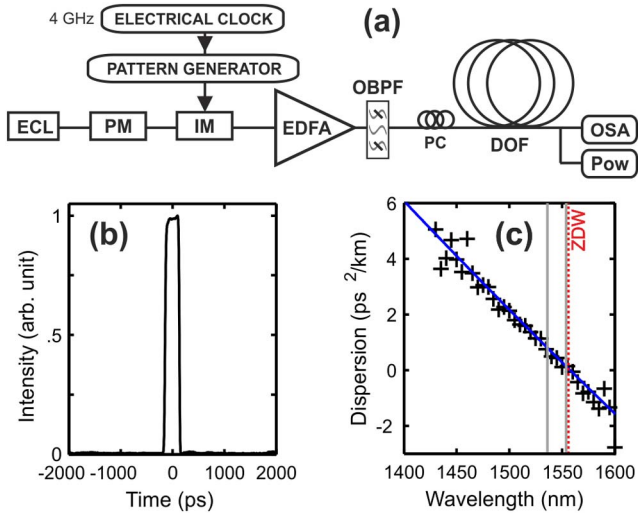 4 GHz ELECTRICAL CLOCK
(a)
PATTERN GENERATOR
OBPF
ECL PM IM EDFA PC DOF OSA
Pow
(b)
Intensity (arb. unit)
1
.5
0
-2000 -1000 0 1000 2000
Time (ps)
(c)
ZDW
Dispersion (ps ²/km)
6
4
2
0
-2
1400 1450 1500 1550 1600
Wavelength (nm)